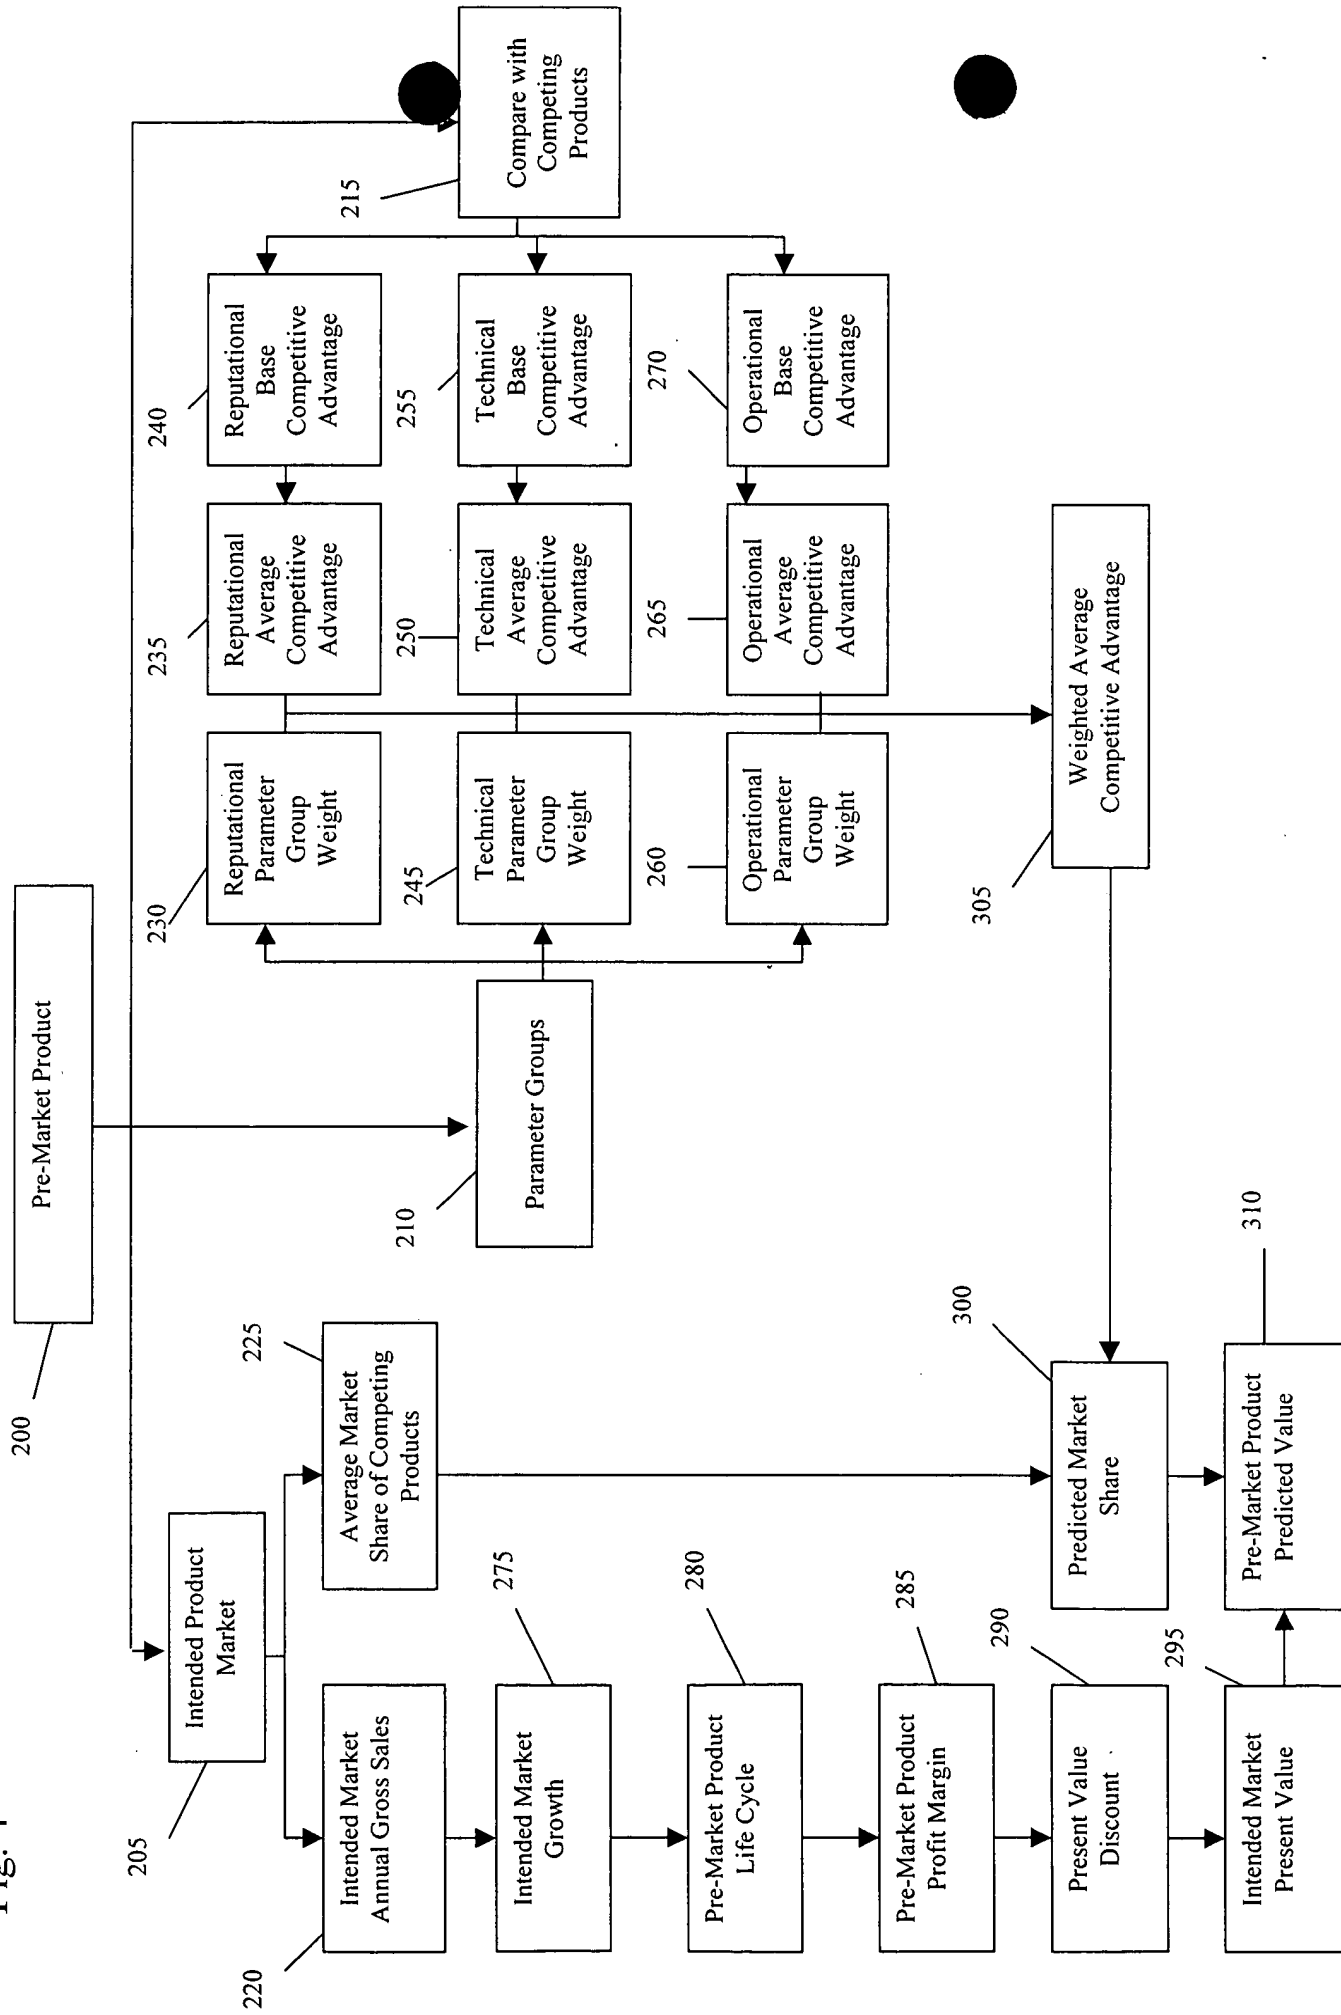 Fig. 4
200
Pre-Market Product
205
Intended Product
Market
210
Parameter Groups
215
Compare with
Competing
Products
220
Intended Market
Annual Gross Sales
225
Average Market
Share of Competing
Products
230
Reputational
Parameter
Group
Weight
235
Reputational
Average
Competitive
Advantage
240
Reputational
Base
Competitive
Advantage
245
Technical
Parameter
Group
Weight
250
Technical
Average
Competitive
Advantage
255
Technical
Base
Competitive
Advantage
260
Operational
Parameter
Group
Weight
265
Operational
Average
Competitive
Advantage
270
Operational
Base
Competitive
Advantage
275
Intended Market
Growth
280
Pre-Market Product
Life Cycle
285
Pre-Market Product
Profit Margin
290
Present Value
Discount
295
Intended Market
Present Value
300
Predicted Market
Share
305
Weighted Average
Competitive Advantage
310
Pre-Market Product
Predicted Value